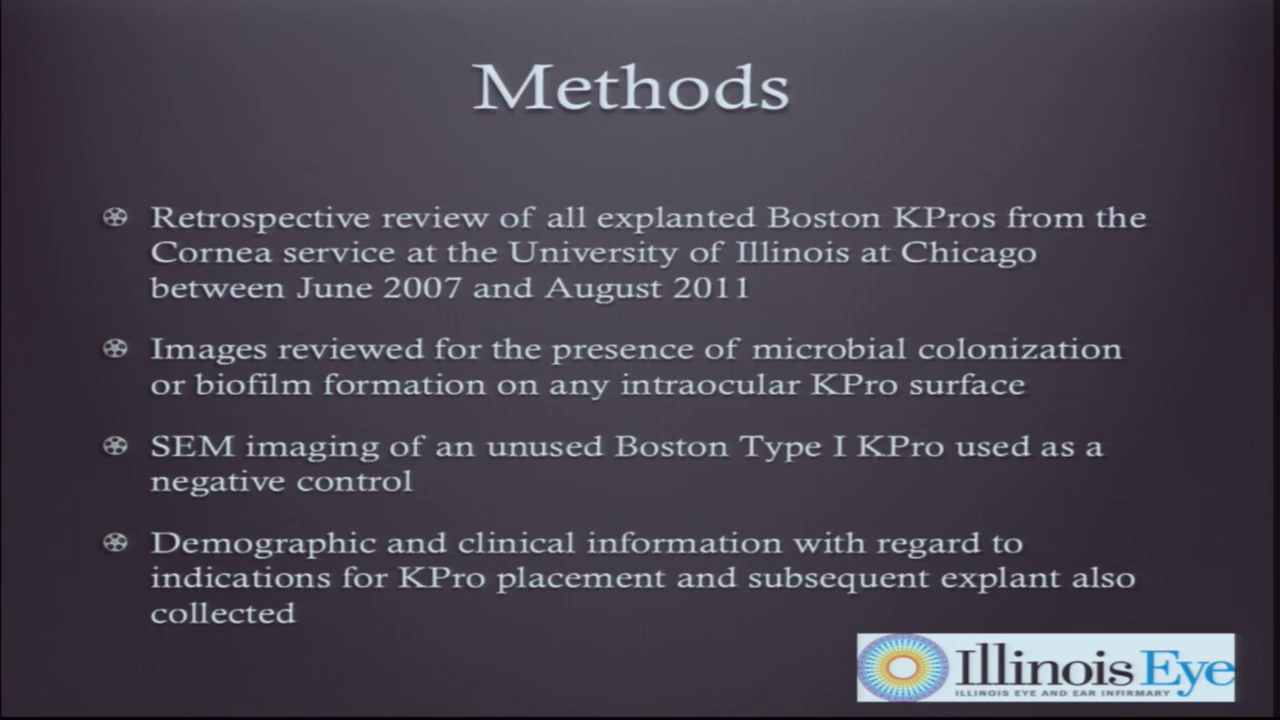 Methods
Retrospective review of all explanted Boston KPros from the
Cornea service at the University of Illinois at Chicago
between June 2007 and August 2011
Images reviewed for the presence of microbial colonization
or biofilm formation on any intraocular KPro surface
SEM imaging of an unused Boston Type I KPro used as a
negative control
Demographic and clinical information with regard to
indications for KPro placement and subsequent explant also
collected
Illinois Eye
ILLINOIS EYE AND EAR INFIRMARY